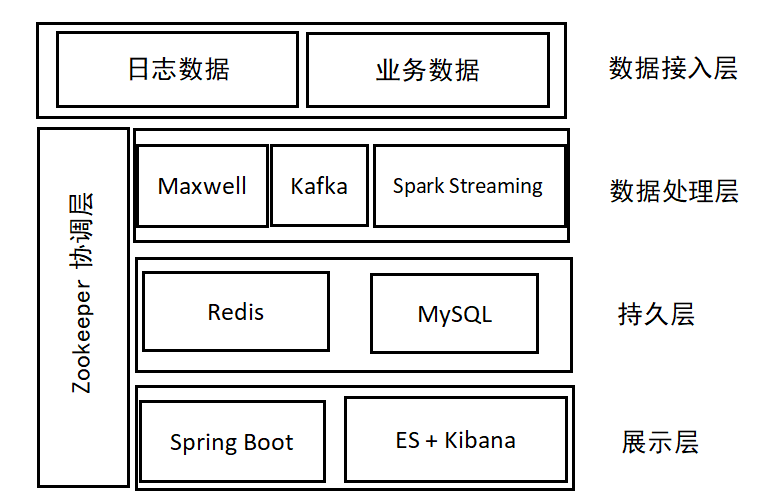 日志数据
业务数据
数据接入层
Zookeeper 协调层
Maxwell
Kafka
Spark Streaming
数据处理层
Redis
MySQL
持久层
Spring Boot
ES + Kibana
展示层